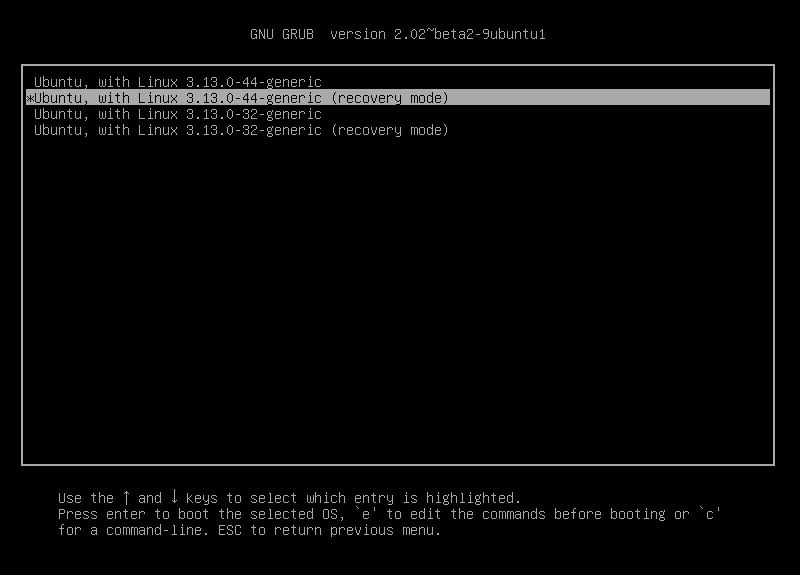 GNU GRUB  version 2.02~beta2-9ubuntu1
Ubuntu, with Linux 3.13.0-44-generic
*Ubuntu, with Linux 3.13.0-44-generic (recovery mode)
Ubuntu, with Linux 3.13.0-32-generic
Ubuntu, with Linux 3.13.0-32-generic (recovery mode)
Use the ↑ and ↓ keys to select which entry is highlighted.
Press enter to boot the selected OS, `e' to edit the commands before booting or `c'
for a command-line. ESC to return previous menu.